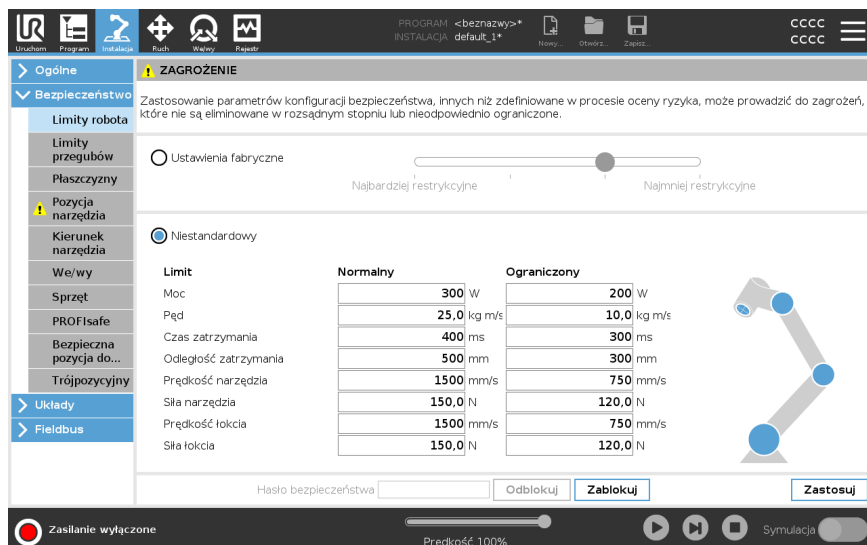 PROGRAM <beznazwy>*
INSTALACJA default_1*
CCCC
CCCC
Uruchom Program Instalacja Ruch We/wy Rejestr Nowy... Otwórz... Zapisz...
Ogólne
Bezpieczeństwo
Limity robota
Limity przegubów
Płaszczyzny
Pozycja narzędzia
Kierunek narzędzia
We/wy
Sprzęt
PROFIsafe
Bezpieczna pozycja do...
Trójpozycyjny
Układy
Fieldbus
ZAGROŻENIE
Zastosowanie parametrów konfiguracji bezpieczeństwa, innych niż zdefiniowane w procesie oceny ryzyka, może prowadzić do zagrożeń,
które nie są eliminowane w rozsądnym stopniu lub nieodpowiednio ograniczone.
Ustawienia fabryczne
Najbardziej restrykcyjne Najmniej restrykcyjne
Niestandardowy
Limit Normalny Ograniczony
Moc 300 W 200 W
Pęd 25,0 kg m/s 10,0 kg m/s
Czas zatrzymania 400 ms 300 ms
Odległość zatrzymania 500 mm 300 mm
Prędkość narzędzia 1500 mm/s 750 mm/s
Siła narzędzia 150,0 N 120,0 N
Prędkość łokcia 1500 mm/s 750 mm/s
Siła łokcia 150,0 N 120,0 N
Hasło bezpieczeństwa Odblokuj Zablokuj Zastosuj
Zasilanie wyłączone
Prędkość 100%
Symulacja